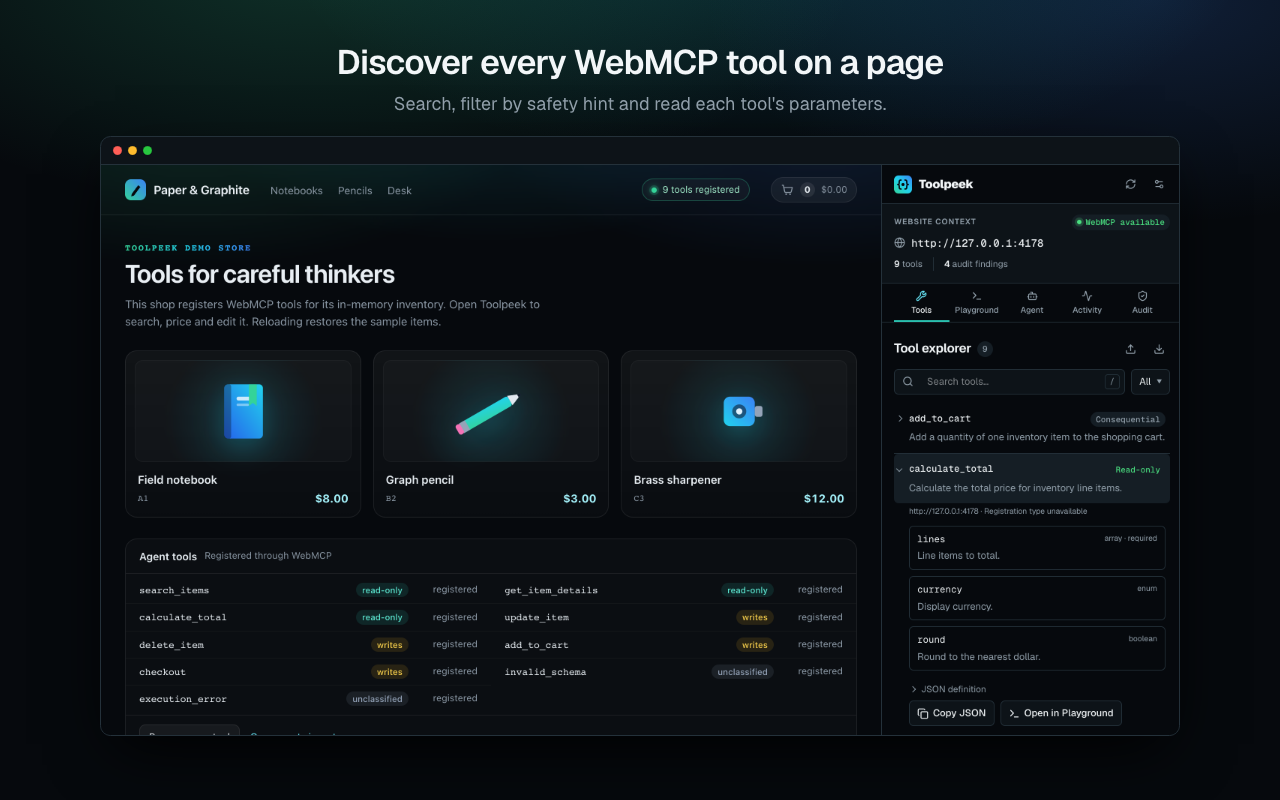 Discover every WebMCP tool on a page
Search, filter by safety hint and read each tool's parameters.
Paper & Graphite
Notebooks
Pencils
Desk
9 tools registered
0
$0.00
TOOLPEEK DEMO STORE
Tools for careful thinkers
This shop registers WebMCP tools for its in-memory inventory. Open Toolpeek to
search, price and edit it. Reloading restores the sample items.
Field notebook
A1
$8.00
Graph pencil
B2
$3.00
Brass sharpener
C3
$12.00
Agent tools
Registered through WebMCP
search_items
read-only
registered
get_item_details
read-only
registered
calculate_total
read-only
registered
update_item
writes
registered
delete_item
writes
registered
add_to_cart
writes
registered
checkout
writes
registered
invalid_schema
unclassified
registered
execution_error
unclassified
registered
Toolpeek
WEBSITE CONTEXT
WebMCP available
http://127.0.0.1:4178
9 tools
4 audit findings
Tools
Playground
Agent
Activity
Audit
Tool explorer
9
Search tools…
/
All
add_to_cart
Consequential
Add a quantity of one inventory item to the shopping cart.
calculate_total
Read-only
Calculate the total price for inventory line items.
http://127.0.0.1:4178 · Registration type unavailable
lines
array · required
Line items to total.
currency
enum
Display currency.
round
boolean
Round to the nearest dollar.
JSON definition
Copy JSON
Open in Playground